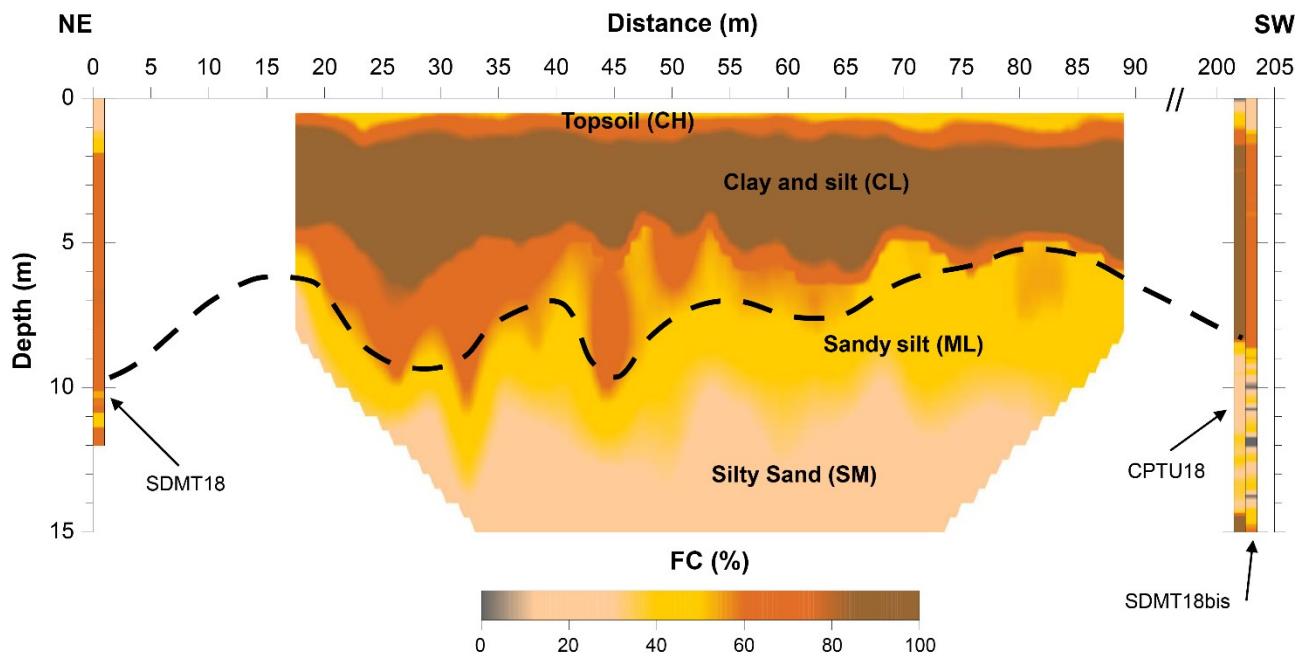 NE
Distance (m)
SW
0 5 10 15 20 25 30 35 40 45 50 55 60 65 70 75 80 85 90 // 200 205
0
5
10
15
Depth (m)
Topsoil (CH)
Clay and silt (CL)
Sandy silt (ML)
Silty Sand (SM)
SDMT18
CPTU18
SDMT18bis
FC (%)
0 20 40 60 80 100